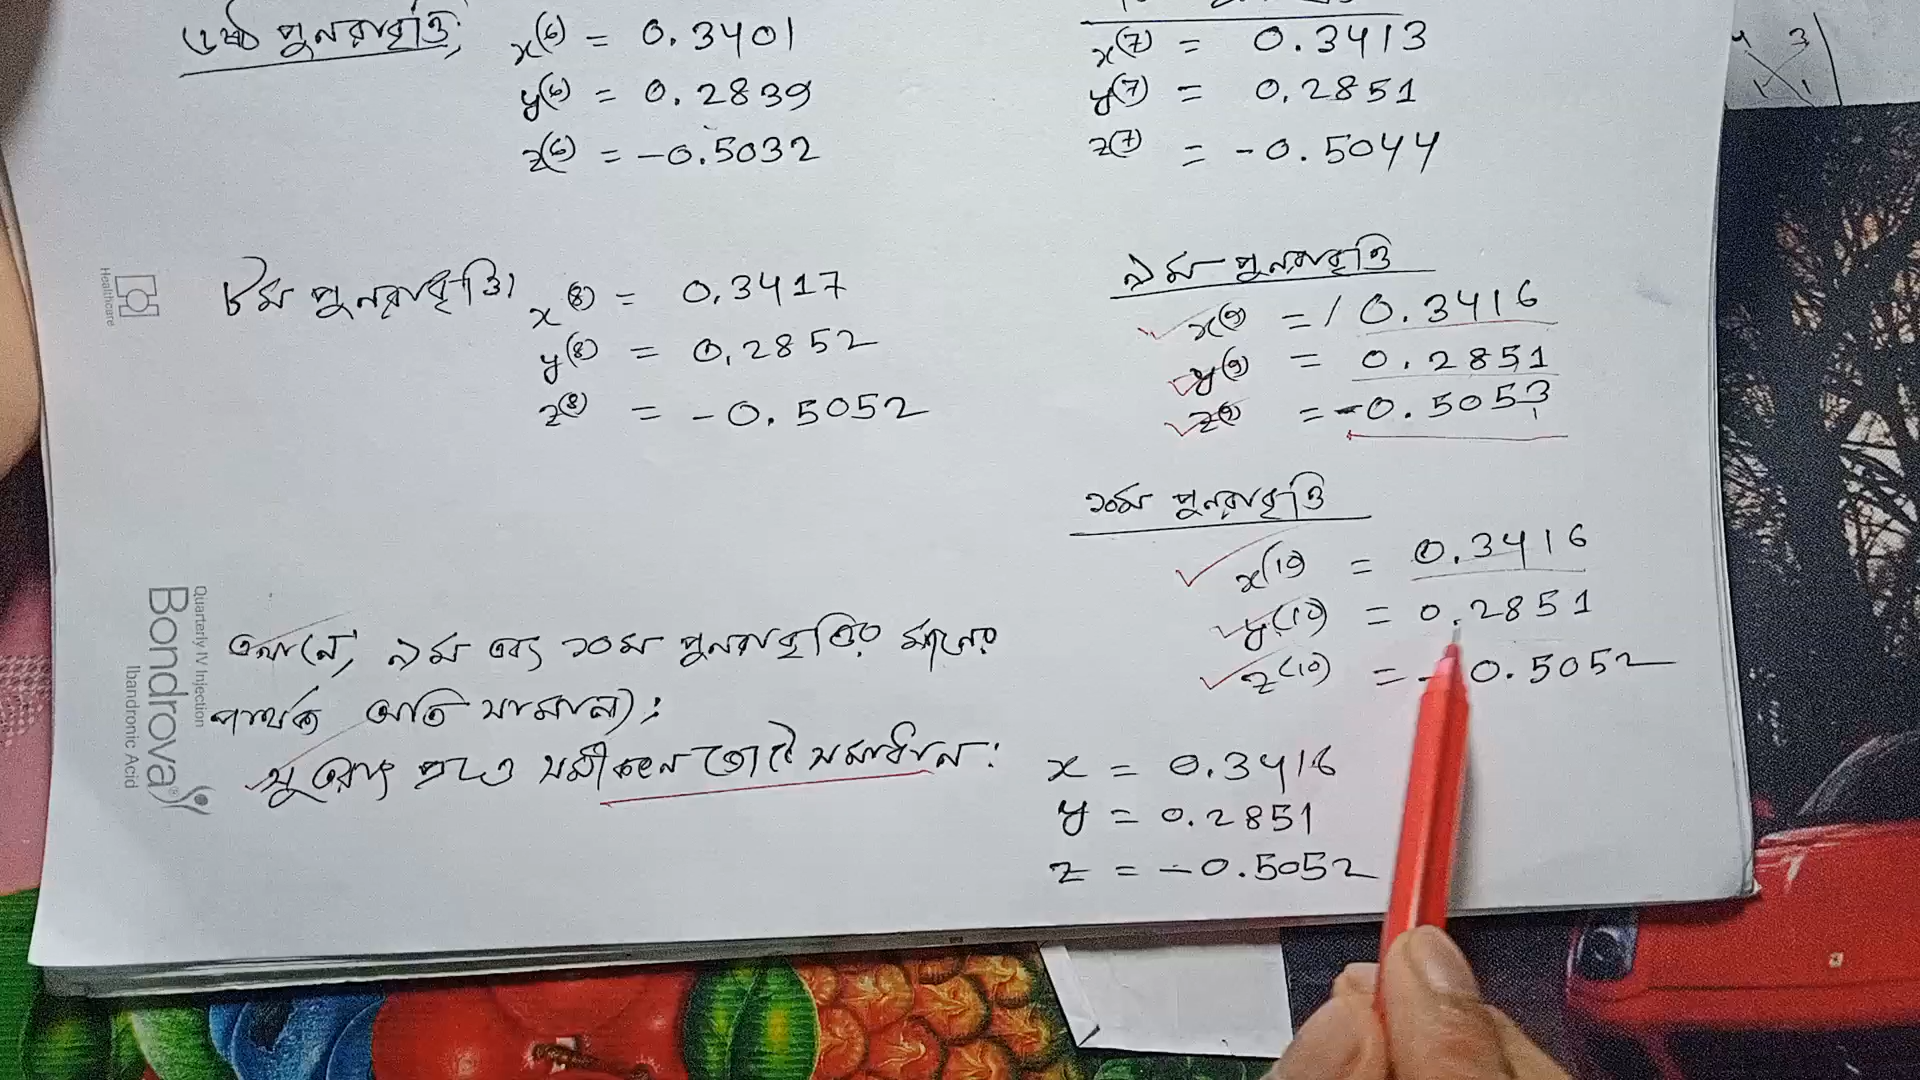 ৬ষ্ঠ পুনরাবৃত্তি,
x(6) = 0.3401
y(6) = 0.2839
z(6) = -0.5032
x(7) = 0.3413
y(7) = 0.2851
z(7) = -0.5044
৮ম পুনরাবৃত্তি,
x(8) = 0.3417
y(8) = 0.2852
z(8) = -0.5052
৯ম পুনরাবৃত্তি
x(9) = 0.3416
y(9) = 0.2851
z(9) = -0.5053
১০ম পুনরাবৃত্তি
x(10) = 0.3416
y(10) = 0.2851
z(10) = -0.5052
এখানে, ৯ম এবং ১০ম পুনরাবৃত্তির মানের
পার্থক্য অতি সামান্য;
সুতরাং প্রদত্ত সমীকরণ জোটের সমাধান:
x = 0.3416
y = 0.2851
z = -0.5052
Healthcare
Quarterly IV Injection
Bondrova®
Ibandronic Acid